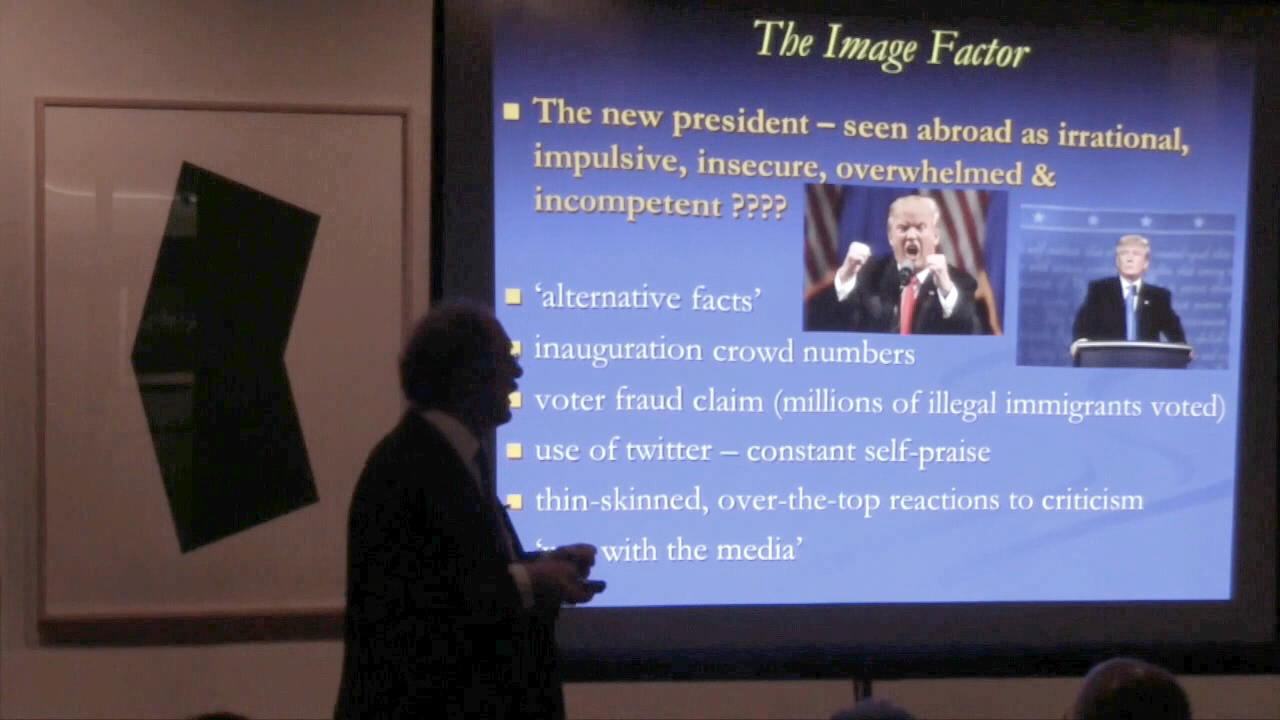 The Image Factor
The new president – seen abroad as irrational,
impulsive, insecure, overwhelmed &
incompetent ????
‘alternative facts’
inauguration crowd numbers
voter fraud claim (millions of illegal immigrants voted)
use of twitter – constant self-praise
thin-skinned, over-the-top reactions to criticism
with the media’